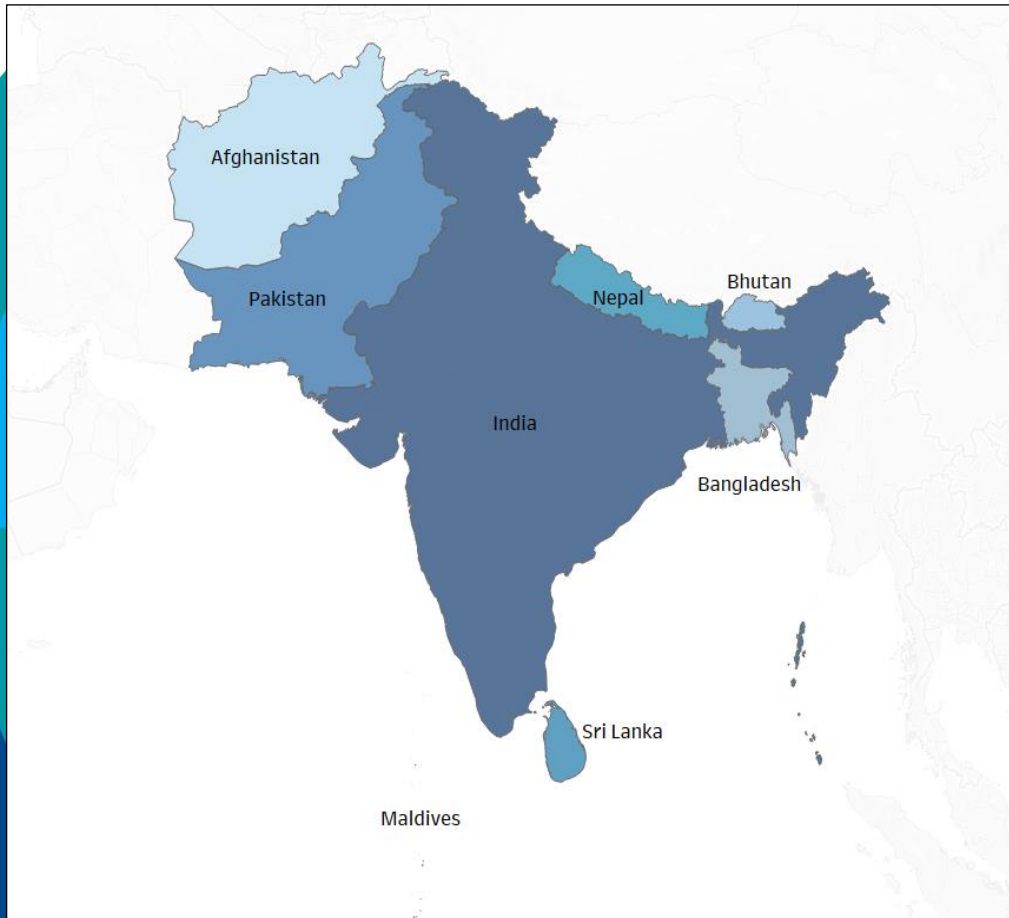 Afghanistan
Pakistan
Nepal
Bhutan
India
Bangladesh
Sri Lanka
Maldives